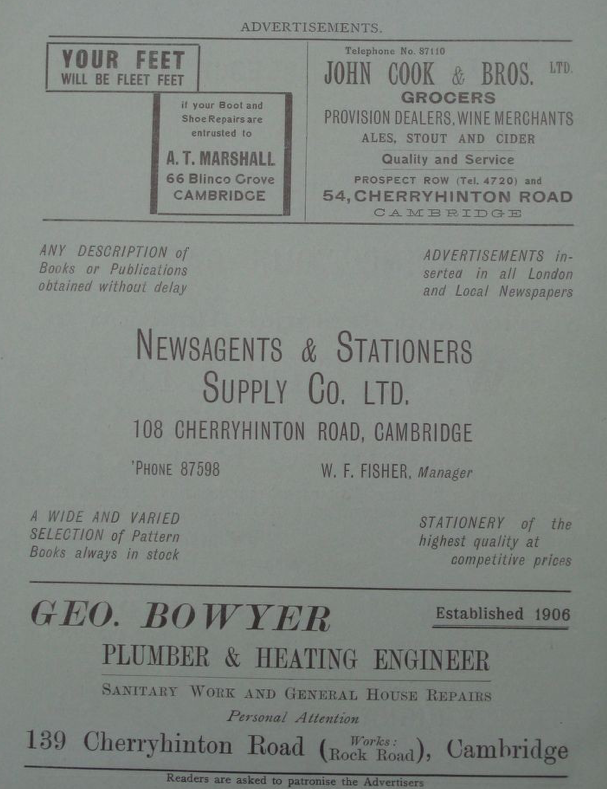 ADVERTISEMENTS.
YOUR FEET
WILL BE FLEET FEET
if your Boot and
Shoe Repairs are
entrusted to
A. T. MARSHALL
66 Blinco Grove
CAMBRIDGE
Telephone No. 87110
JOHN COOK & BROS. LTD.
GROCERS
PROVISION DEALERS, WINE MERCHANTS
ALES, STOUT AND CIDER
Quality and Service
PROSPECT ROW (Tel. 4720) and
54, CHERRYHINTON ROAD
CAMBRIDGE
ANY DESCRIPTION of
Books or Publications
obtained without delay
ADVERTISEMENTS in-
serted in all London
and Local Newspapers
NEWSAGENTS & STATIONERS
SUPPLY CO. LTD.
108 CHERRYHINTON ROAD, CAMBRIDGE
'PHONE 87598
W. F. FISHER, Manager
A WIDE AND VARIED
SELECTION of Pattern
Books always in stock
STATIONERY of the
highest quality at
competitive prices
GEO. BOWYER
Established 1906
PLUMBER & HEATING ENGINEER
SANITARY WORK AND GENERAL HOUSE REPAIRS
Personal Attention
139 Cherryhinton Road (Works: Rock Road), Cambridge
Readers are asked to patronise the Advertisers